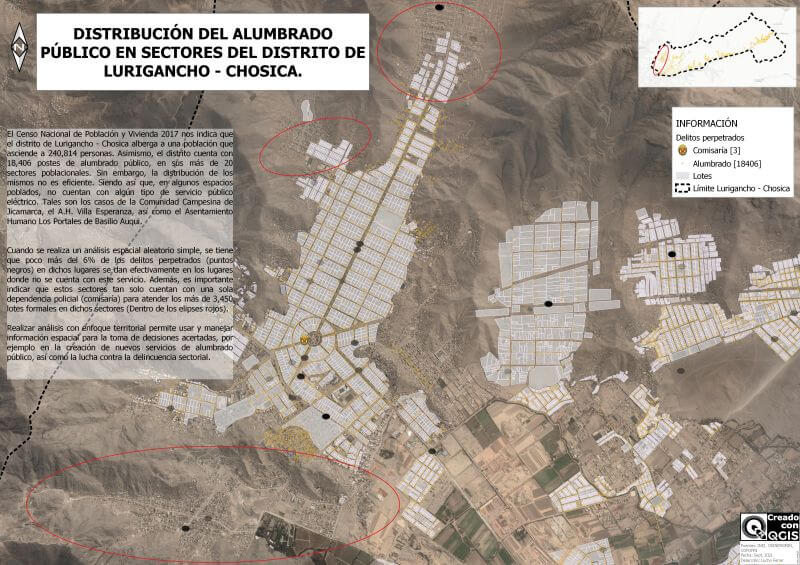 DISTRIBUCIÓN DEL ALUMBRADO
PÚBLICO EN SECTORES DEL DISTRITO DE
LURIGANCHO - CHOSICA.
El Censo Nacional de Población y Vivienda 2017 nos indica que
el distrito de Lurigancho - Chosica alberga a una población que
asciende a 240,814 personas. Asimismo, el distrito cuenta con
18,406 postes de alumbrado público, en sus más de 20
sectores poblacionales. Sin embargo, la distribución de los
mismos no es eficiente. Siendo así que, en algunos espacios
poblados, no cuentan con algún tipo de servicio público
eléctrico. Tales son los casos de la Comunidad Campesina de
Jicamarca, el A.H. Villa Esperanza, así como el Asentamiento
Humano Los Portales de Basilio Auqui.
Cuando se realiza un análisis espacial aleatorio simple, se tiene
que poco más del 6% de los delitos perpetrados (puntos
negros) en dichos lugares se dan efectivamente en los lugares
donde no se cuenta con este servicio. Además, es importante
indicar que estos sectores tan solo cuentan con una sola
dependencia policial (comisaría) para atender los más de 3,450
lotes formales en dichos sectores (Dentro de los elipses rojos).
Realizar análisis con enfoque territorial permite usar y manejar
información espacial para la toma de decisiones acertadas, por
ejemplo en la creación de nuevos servicios de alumbrado
público, así como la lucha contra la delincuencia sectorial.
INFORMACIÓN
Delitos perpetrados
Comisaría [3]
Alumbrado [18406]
Lotes
Límite Lurigancho - Chosica
N
Creado
con
QGIS